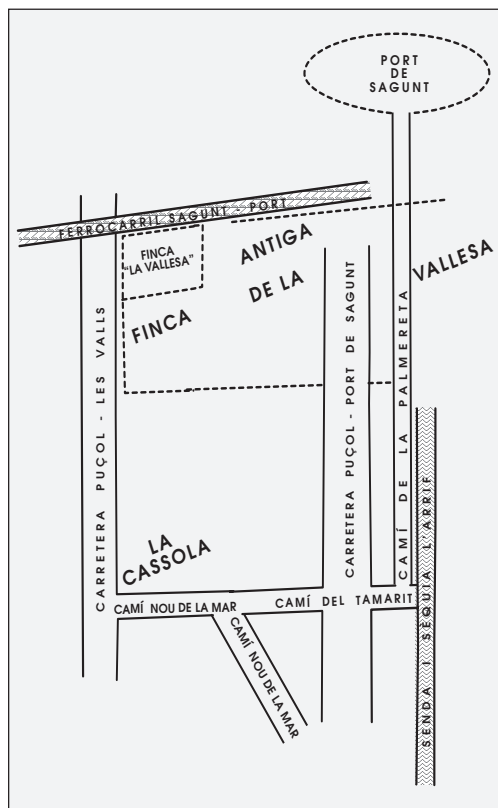 PORT
DE
SAGUNT
FERROCARRIL SAGUNT - PORT
FINCA
"LA VALLESA"
FINCA
ANTIGA
DE LA
VALLESA
CARRETERA PUÇOL - LES VALLS
CARRETERA PUÇOL - PORT DE SAGUNT
CAMÍ DE LA PALMERETA
SENDA I SÈQUIA L'ARRIF
LA
CASSOLA
CAMÍ NOU DE LA MAR
CAMÍ DEL TAMARIT
CAMÍ NOU DE LA MAR